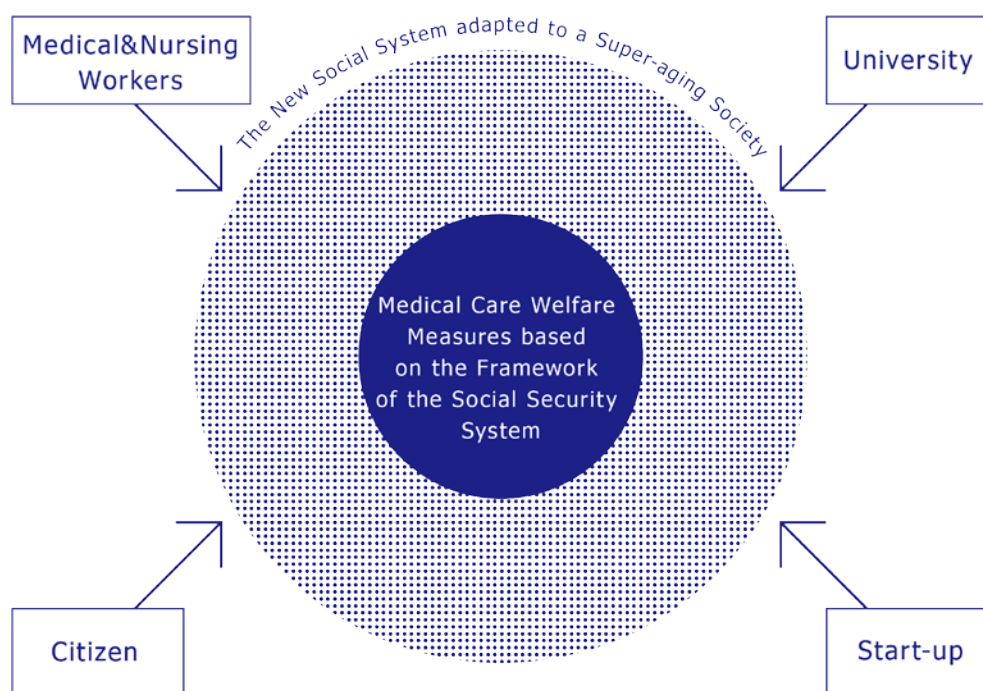 Medical&Nursing
Workers
The New Social System adapted to a Super-aging Society
University
Medical Care Welfare
Measures based
on the Framework
of the Social Security
System
Citizen
Start-up